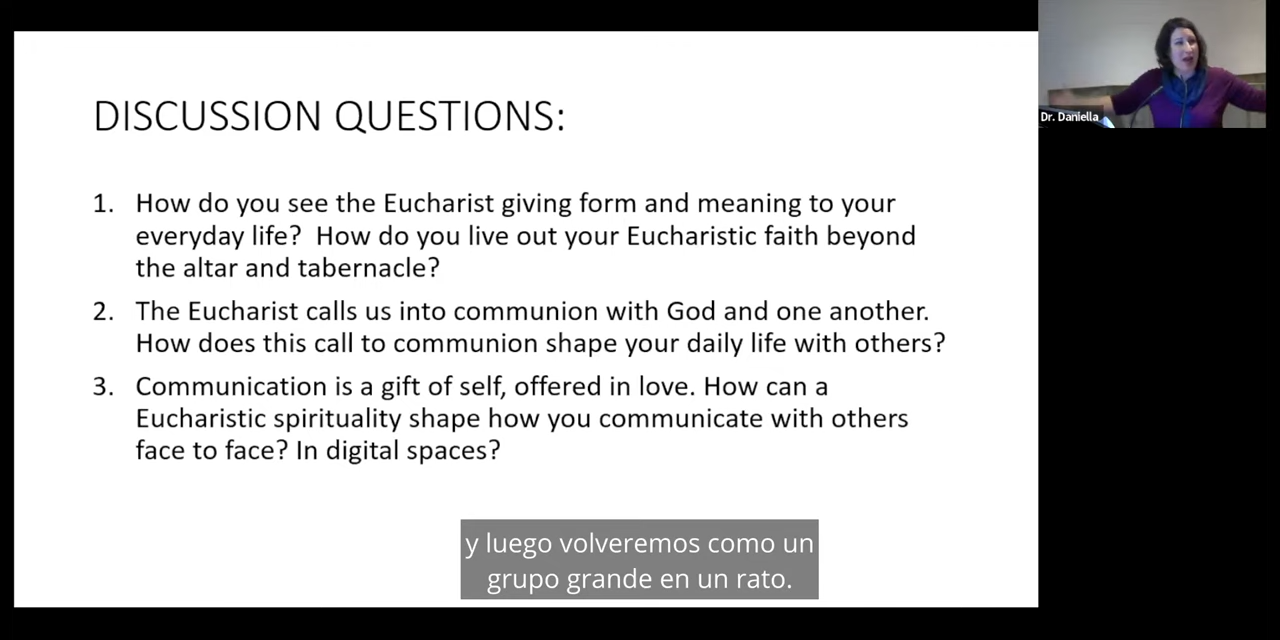 DISCUSSION QUESTIONS:
1. How do you see the Eucharist giving form and meaning to your
everyday life?  How do you live out your Eucharistic faith beyond
the altar and tabernacle?
2. The Eucharist calls us into communion with God and one another.
How does this call to communion shape your daily life with others?
3. Communication is a gift of self, offered in love. How can a
Eucharistic spirituality shape how you communicate with others
face to face? In digital spaces?
y luego volveremos como un
grupo grande en un rato.
Dr. Daniella